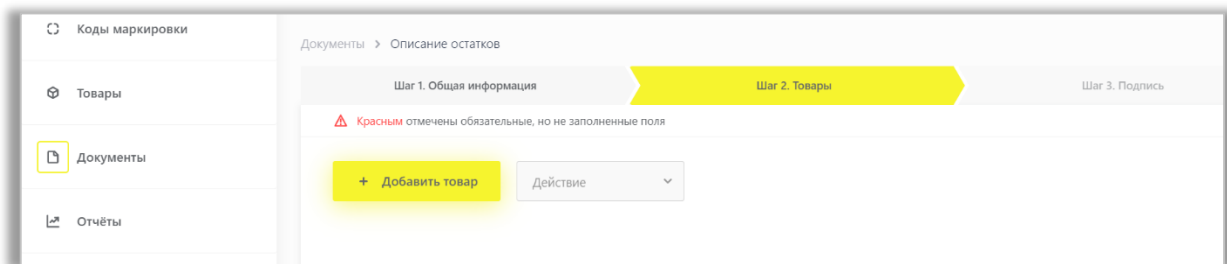 Коды маркировки
Товары
Документы
Отчёты
Документы > Описание остатков
Шаг 1. Общая информация
Шаг 2. Товары
Шаг 3. Подпись
Красным отмечены обязательные, но не заполненные поля
+ Добавить товар
Действие